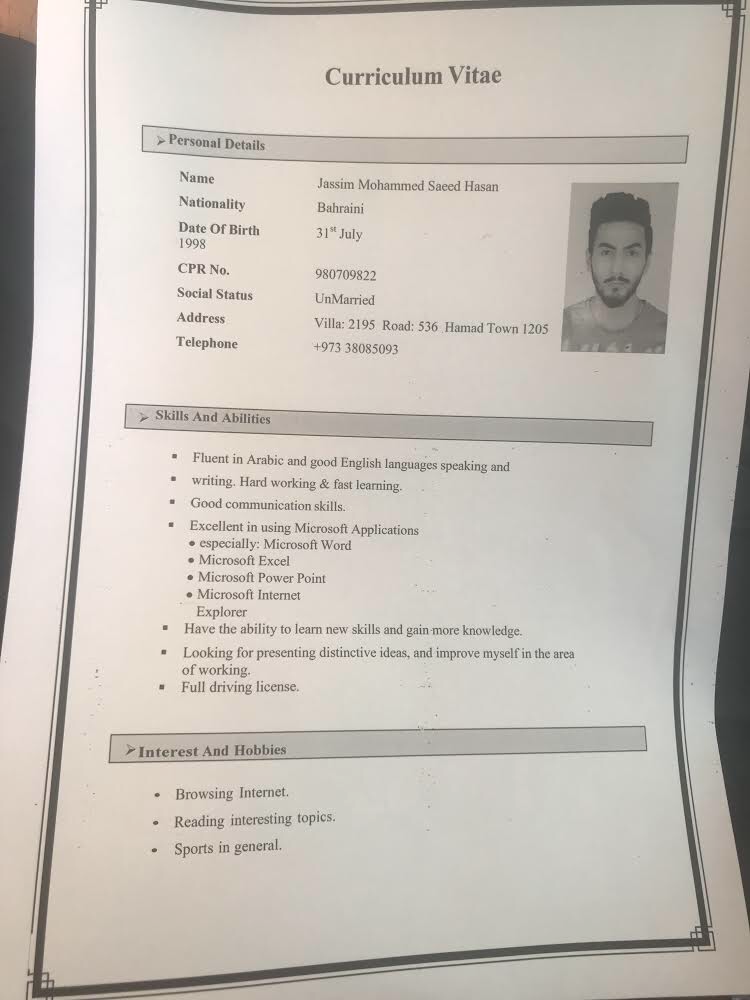 Curriculum Vitae
Personal Details
Name Jassim Mohammed Saeed Hasan
Nationality Bahraini
Date Of Birth 31st July
1998
CPR No. 980709822
Social Status UnMarried
Address Villa: 2195 Road: 536 Hamad Town 1205
Telephone +973 38085093
Skills And Abilities
Fluent in Arabic and good English languages speaking and
writing. Hard working & fast learning.
Good communication skills.
Excellent in using Microsoft Applications
especially: Microsoft Word
Microsoft Excel
Microsoft Power Point
Microsoft Internet
Explorer
Have the ability to learn new skills and gain more knowledge.
Looking for presenting distinctive ideas, and improve myself in the area
of working.
Full driving license.
Interest And Hobbies
Browsing Internet.
Reading interesting topics.
Sports in general.